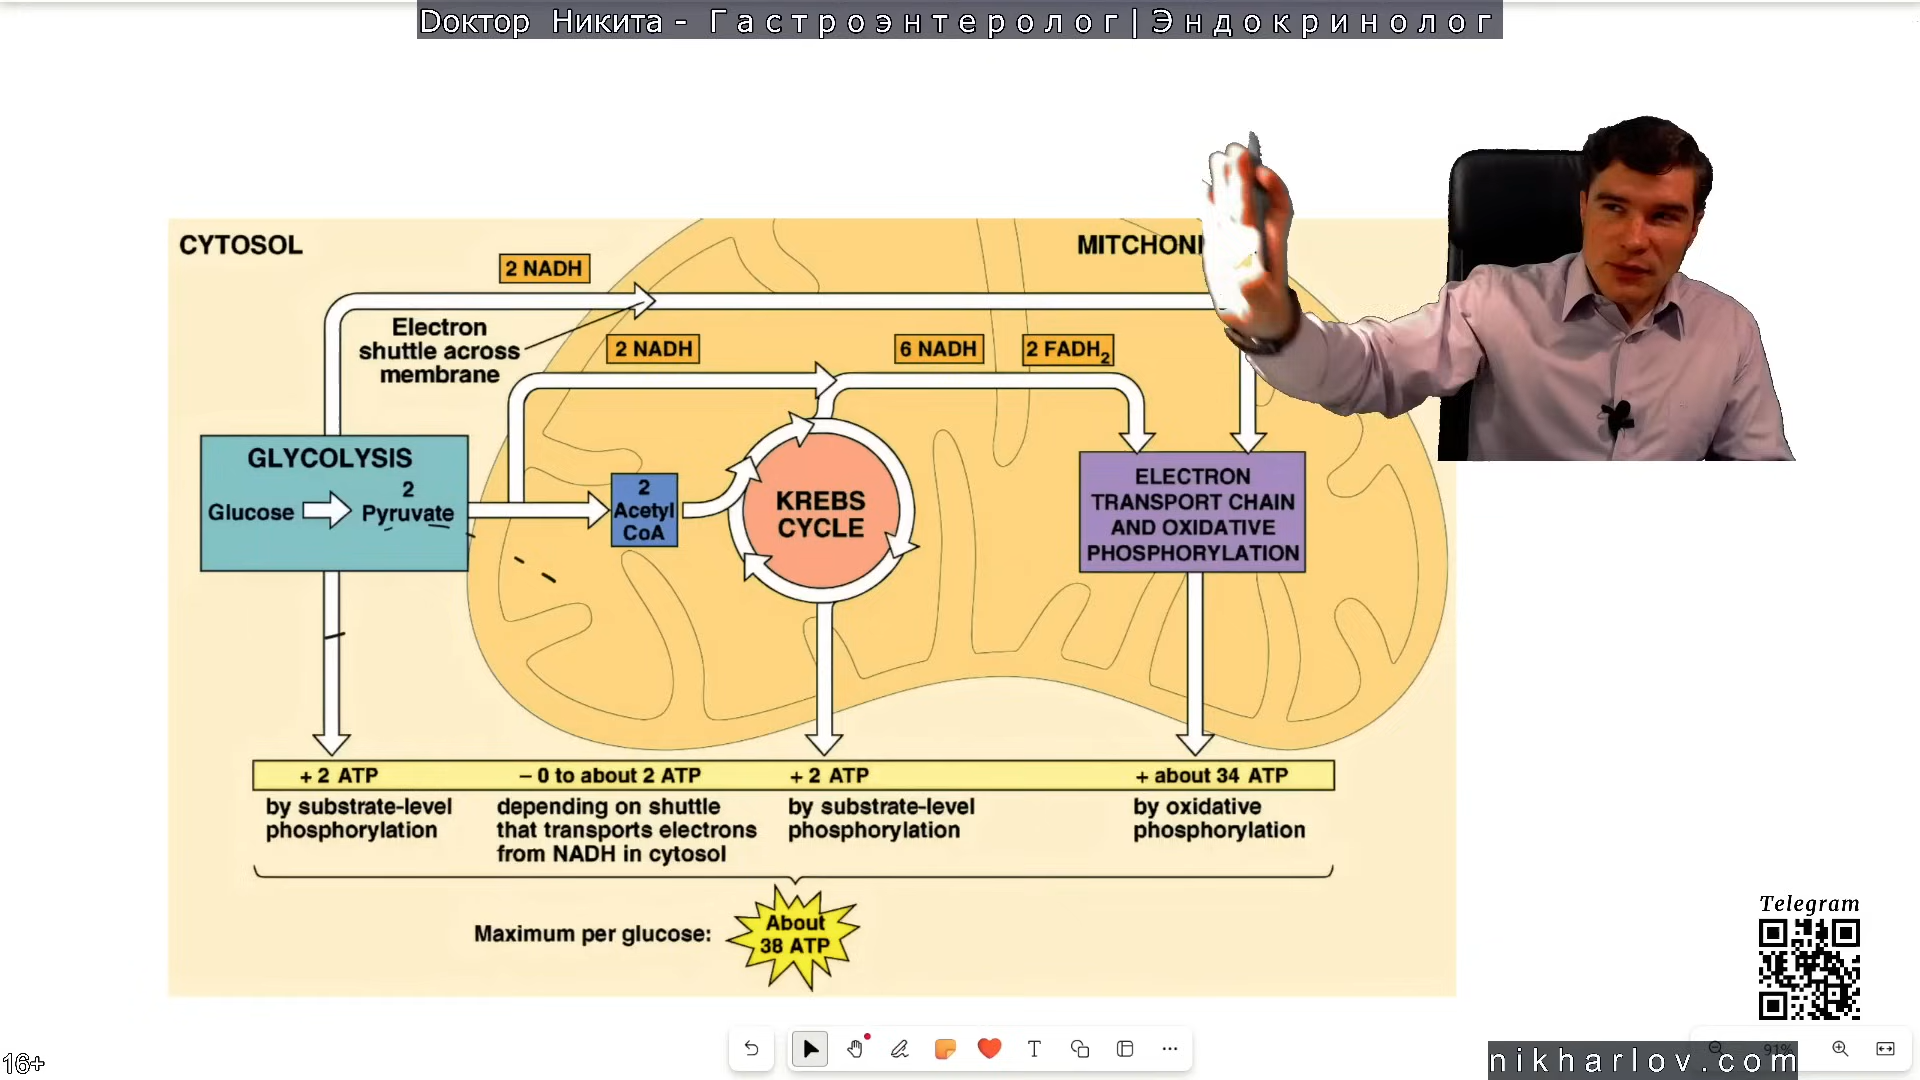 Dоктор Никита - Гастроэнтеролог|Эндокринолог
CYTOSOL
MITCHON
2 NADH
Electron
shuttle across
membrane
2 NADH
6 NADH
2 FADH2
GLYCOLYSIS
Glucose
2
Pyruvate
2
Acetyl
CoA
KREBS
CYCLE
ELECTRON
TRANSPORT CHAIN
AND OXIDATIVE
PHOSPHORYLATION
+ 2 ATP
– 0 to about 2 ATP
+ 2 ATP
+ about 34 ATP
by substrate-level
phosphorylation
depending on shuttle
that transports electrons
from NADH in cytosol
by substrate-level
phosphorylation
by oxidative
phosphorylation
Maximum per glucose:
About
38 ATP
Telegram
T
91%
16+
nikharlov.com